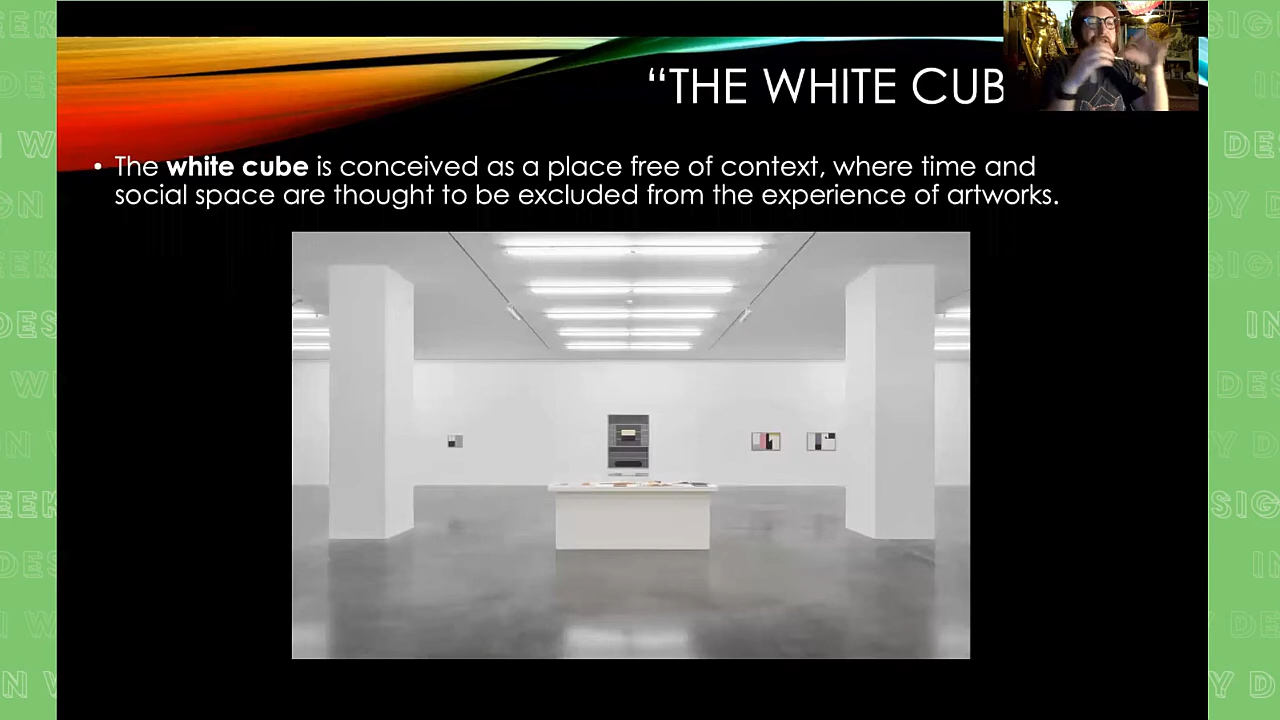 “THE WHITE CUB
• The white cube is conceived as a place free of context, where time and
social space are thought to be excluded from the experience of artworks.